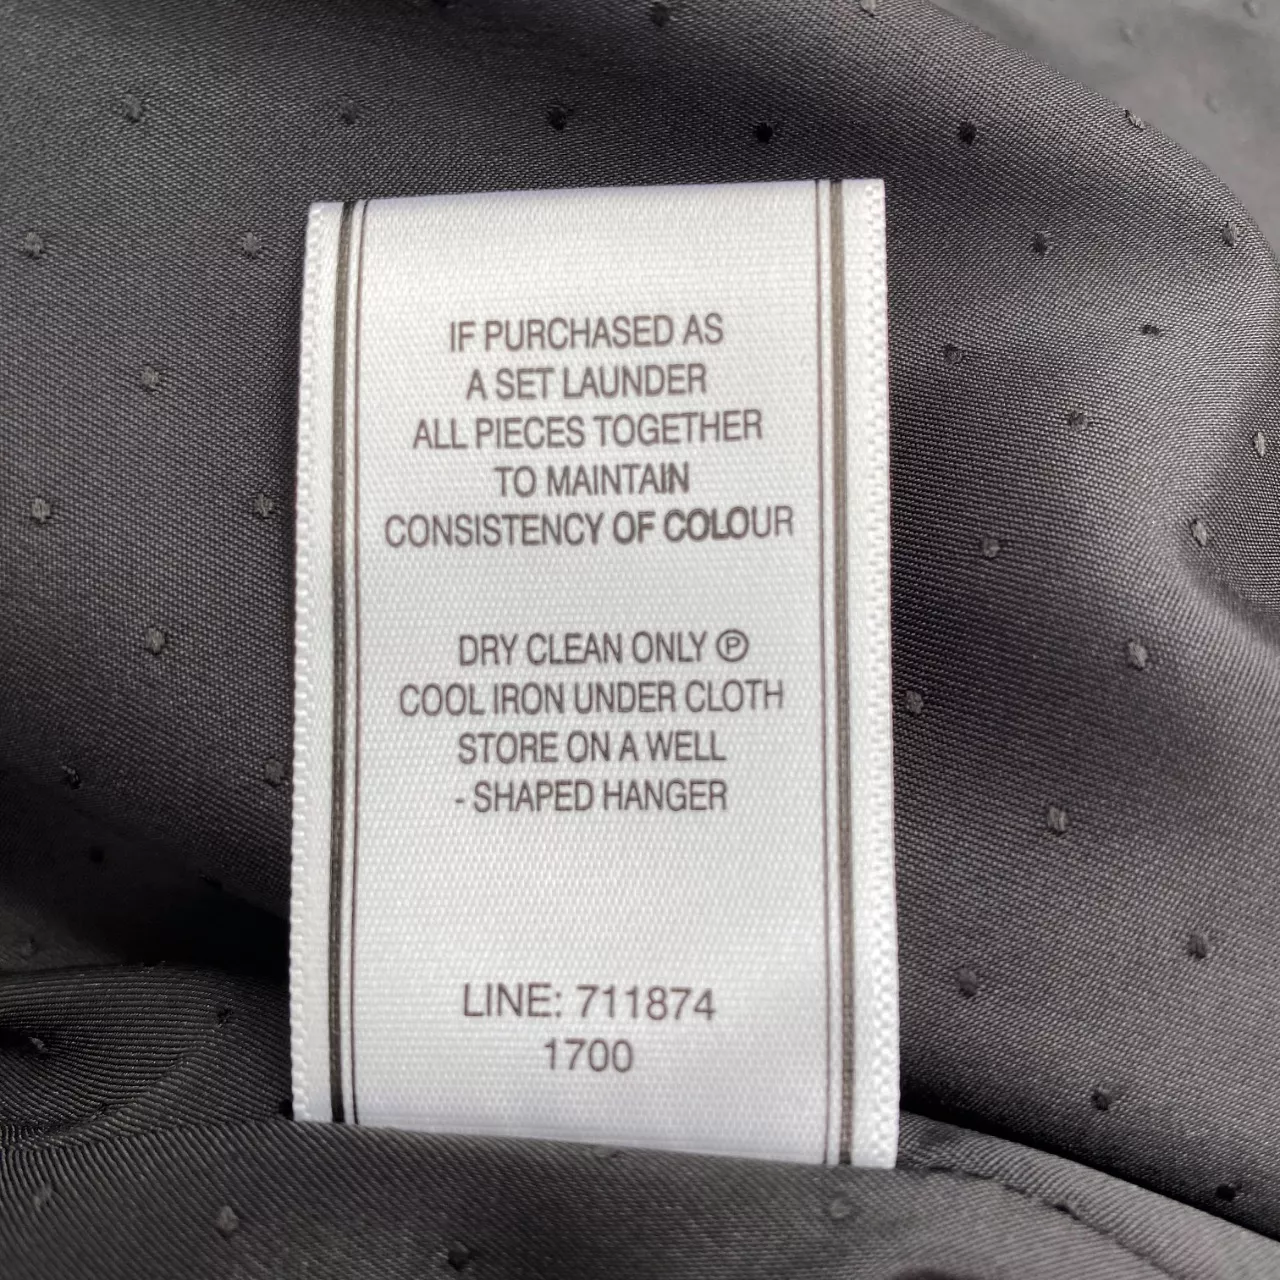 IF PURCHASED AS
A SET LAUNDER
ALL PIECES TOGETHER
TO MAINTAIN
CONSISTENCY OF COLOUR
DRY CLEAN ONLY Ⓟ
COOL IRON UNDER CLOTH
STORE ON A WELL
- SHAPED HANGER
LINE: 711874
1700